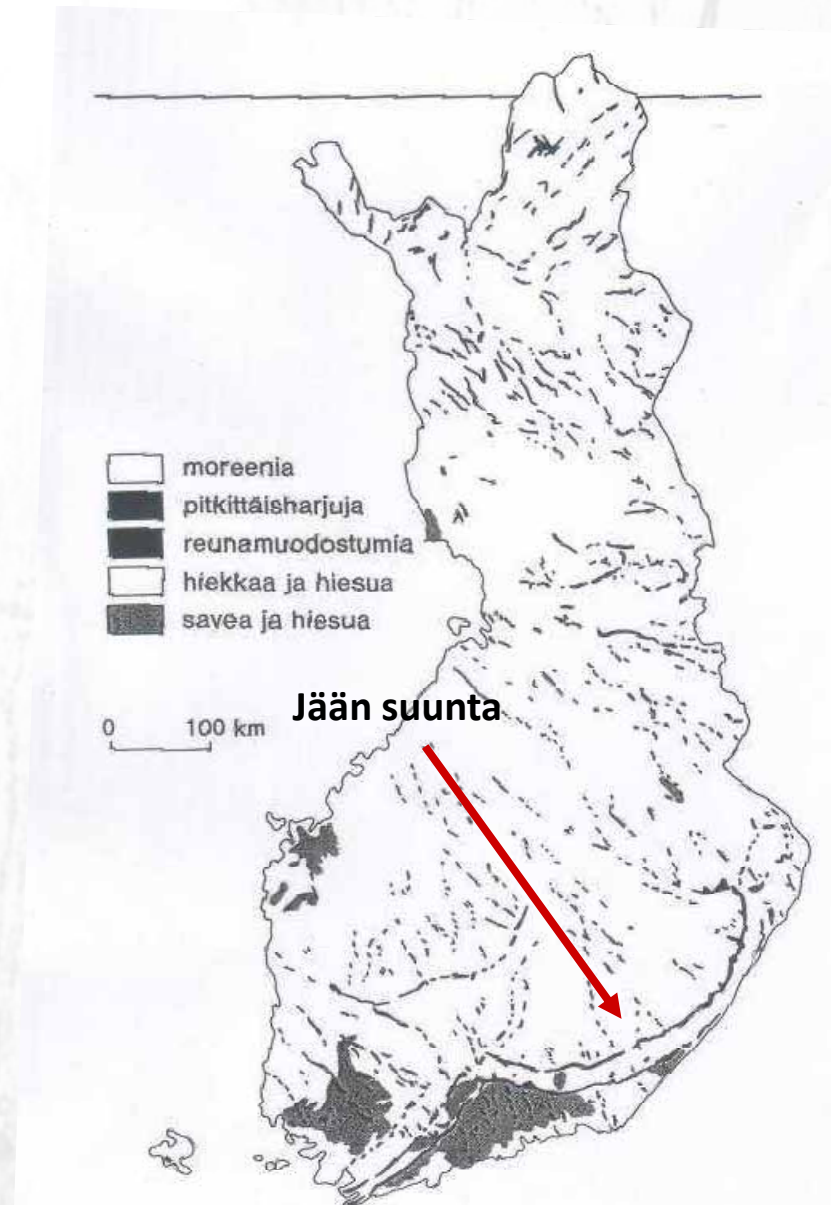 moreenia
pitkittäisharjuja
reunamuodostumia
hiekkaa ja hiesua
savea ja hiesua
Jään suunta
0 100 km